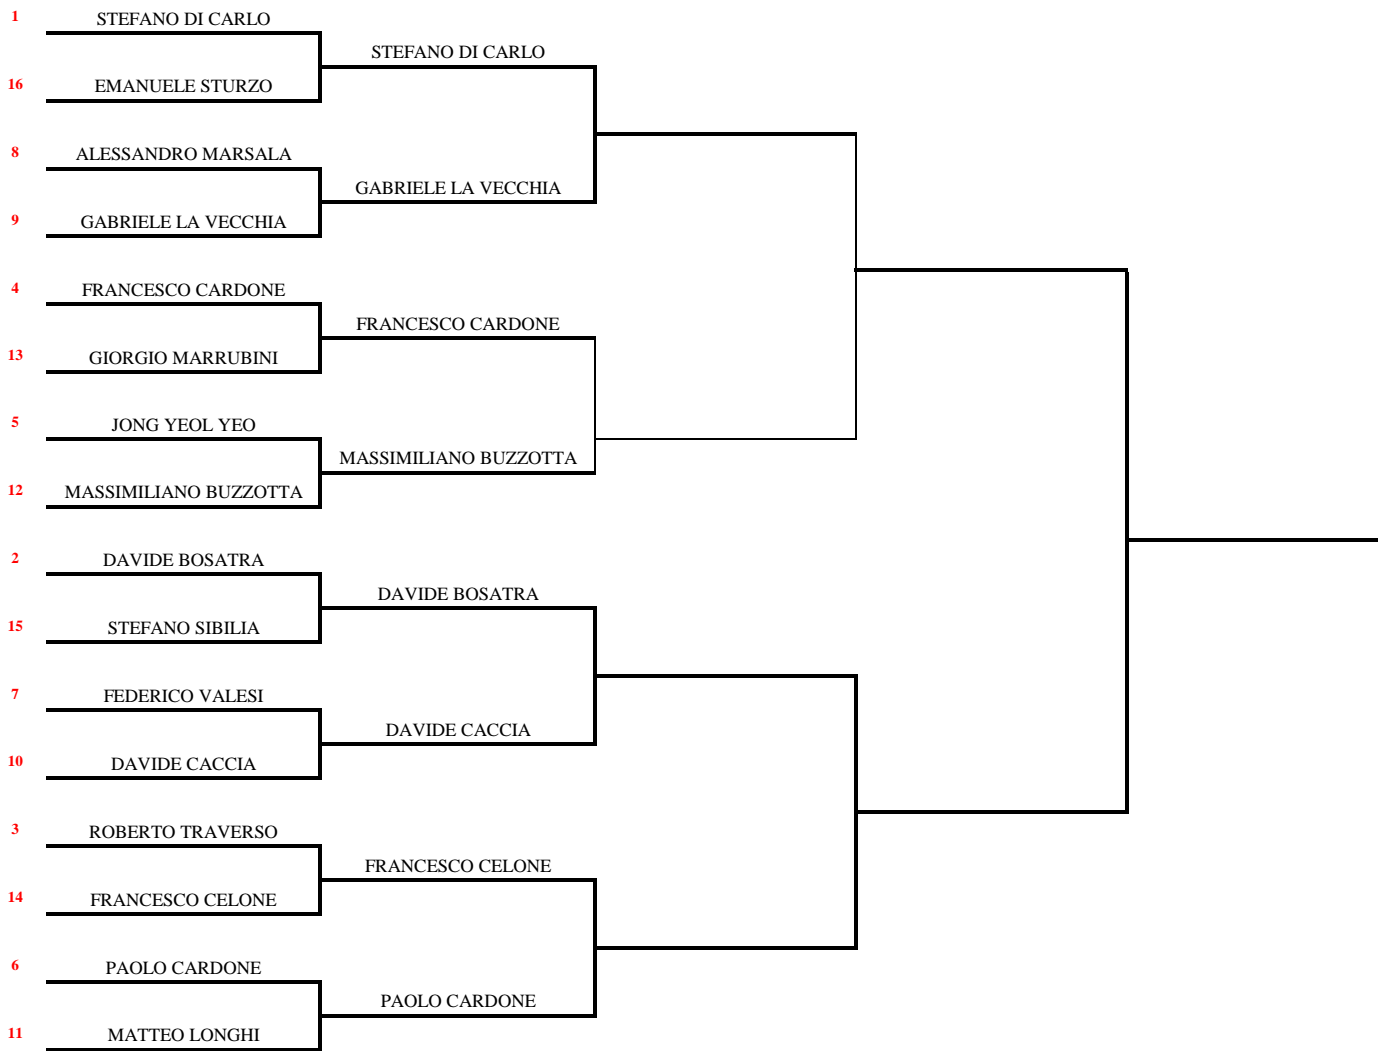 1 STEFANO DI CARLO
STEFANO DI CARLO
16 EMANUELE STURZO
8 ALESSANDRO MARSALA
GABRIELE LA VECCHIA
9 GABRIELE LA VECCHIA
4 FRANCESCO CARDONE
FRANCESCO CARDONE
13 GIORGIO MARRUBINI
5 JONG YEOL YEO
MASSIMILIANO BUZZOTTA
12 MASSIMILIANO BUZZOTTA
2 DAVIDE BOSATRA
DAVIDE BOSATRA
15 STEFANO SIBILIA
7 FEDERICO VALESI
DAVIDE CACCIA
10 DAVIDE CACCIA
3 ROBERTO TRAVERSO
FRANCESCO CELONE
14 FRANCESCO CELONE
6 PAOLO CARDONE
PAOLO CARDONE
11 MATTEO LONGHI